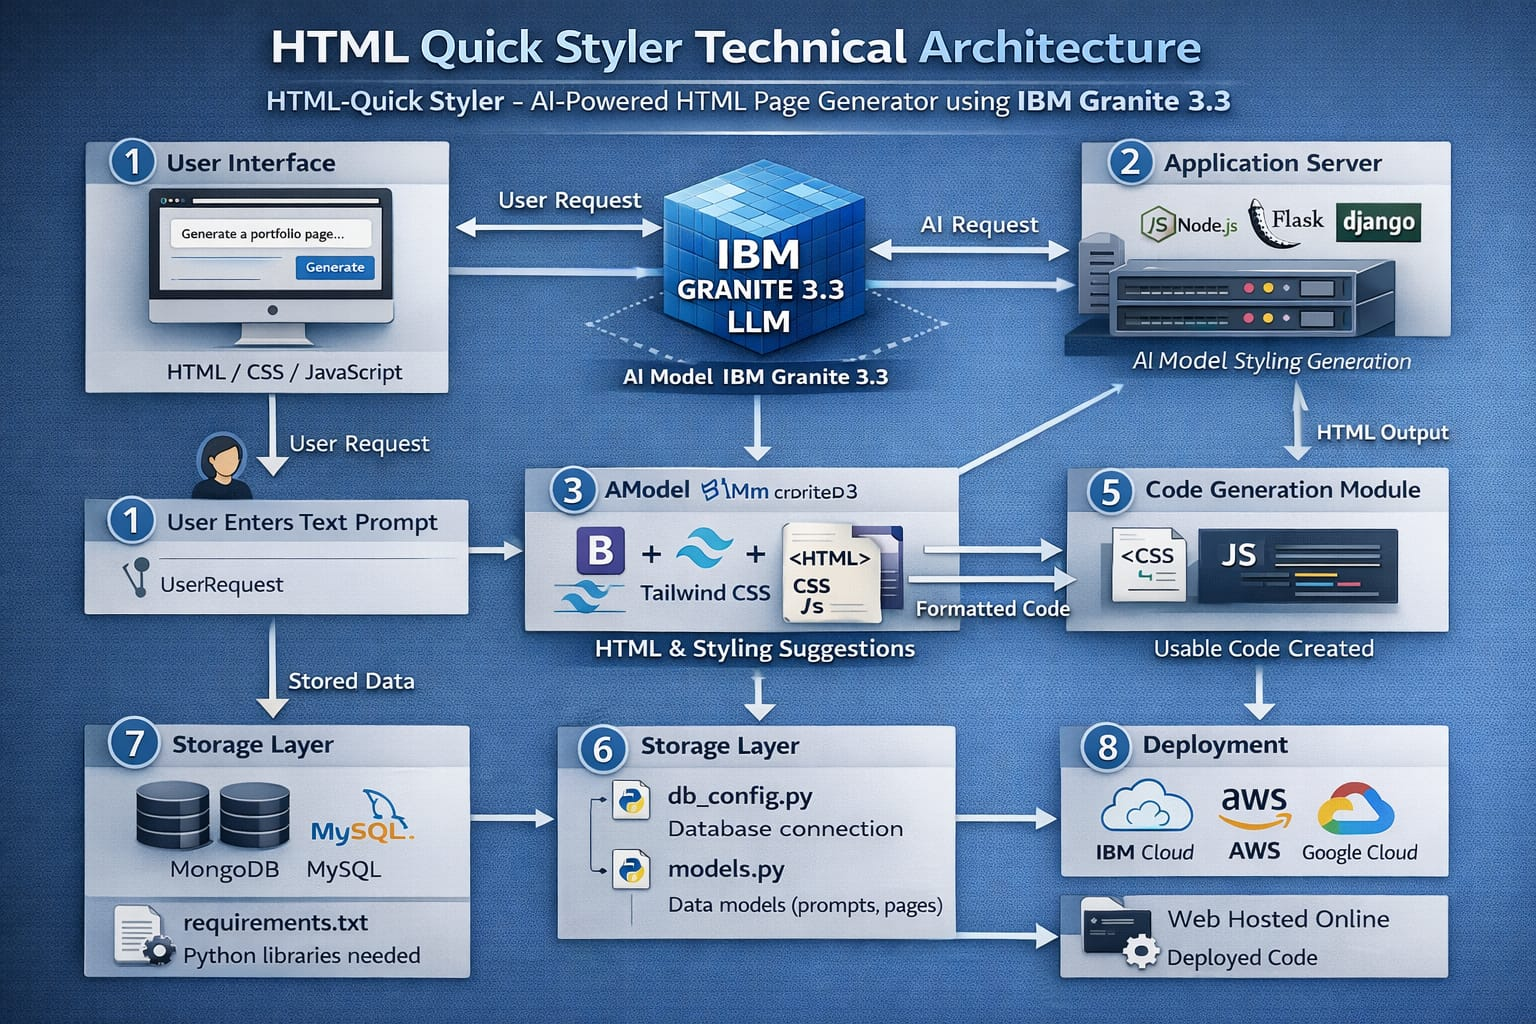 HTML Quick Styler Technical Architecture
HTML-Quick Styler – AI-Powered HTML Page Generator using IBM Granite 3.3
1 User Interface
Generate a portfolio page...
Generate
HTML / CSS / JavaScript
User Request
IBM
GRANITE 3.3
LLM
AI Model IBM Granite 3.3
AI Request
2 Application Server
JS Node.js Flask django
AI Model Styling Generation
User Request
HTML Output
1 User Enters Text Prompt
UserRequest
3 AModel
B + + <HTML>
Tailwind CSS CSS
Js
HTML & Styling Suggestions
Formatted Code
5 Code Generation Module
<CSS JS
Usable Code Created
Stored Data
7 Storage Layer
MySQL
MongoDB MySQL
requirements.txt
Python libraries needed
6 Storage Layer
db_config.py
Database connection
models.py
Data models (prompts, pages)
8 Deployment
aws
IBM Cloud AWS Google Cloud
Web Hosted Online
Deployed Code